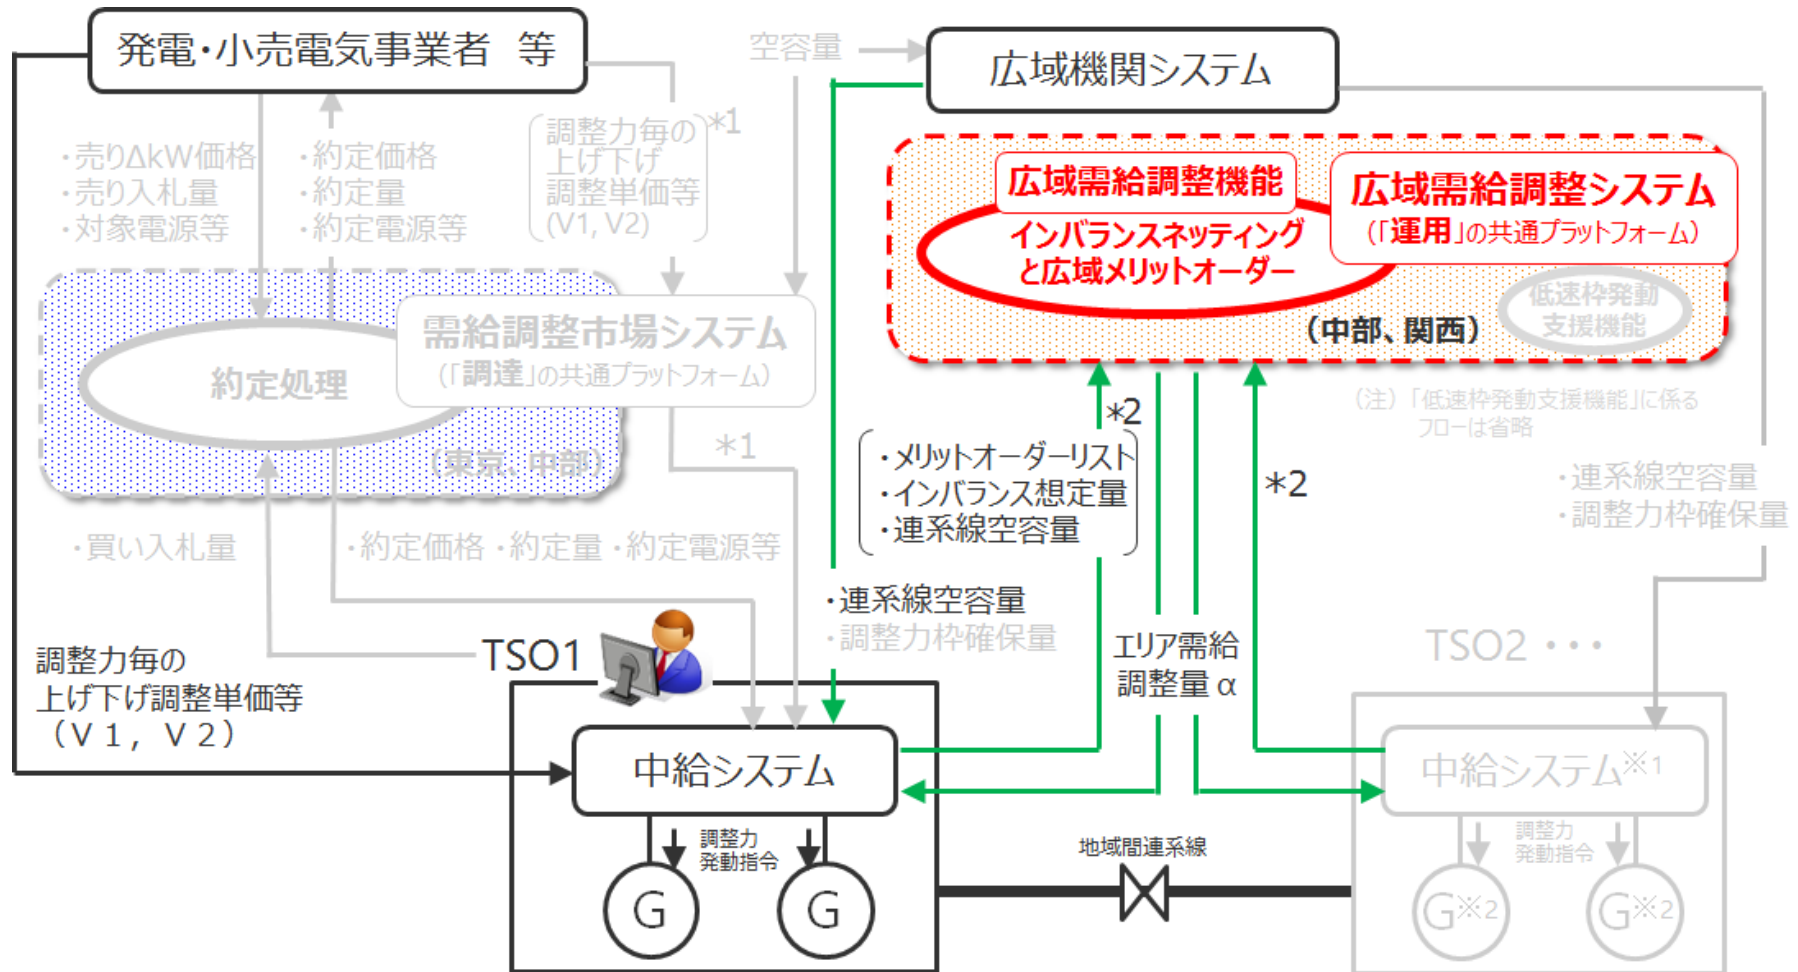 発電・小売電気事業者　等
空容量
広域機関システム
・売りΔkW価格
・売り入札量
・対象電源等
・約定価格
・約定量
・約定電源等
調整力毎の
上げ下げ
調整単価等
(V1, V2)
*1
広域需給調整機能
インバランスネッティング
と広域メリットオーダー
広域需給調整システム
（「運用」の共通プラットフォーム）
低速枠発動
支援機能
（中部、関西）
需給調整市場システム
（「調達」の共通プラットフォーム）
約定処理
（東京、中部）
*1
（注）「低速枠発動支援機能」に係る
フローは省略
*2
・メリットオーダーリスト
・インバランス想定量
・連系線空容量
*2
・連系線空容量
・調整力枠確保量
・買い入札量
・約定価格 ・約定量 ・約定電源等
・連系線空容量
・調整力枠確保量
エリア需給
調整量 α
TSO1
TSO2 ・・・
調整力毎の
上げ下げ調整単価等
（Ｖ１，Ｖ２）
中給システム
中給システム※1
調整力
発動指令
G
G
地域間連系線
調整力
発動指令
G※2
G※2